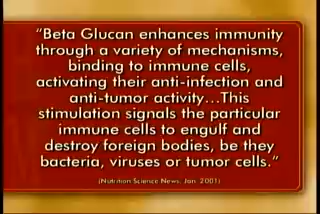 "Beta Glucan enhances immunity
through a variety of mechanisms,
binding to immune cells,
activating their anti-infection and
anti-tumor activity...This
stimulation signals the particular
immune cells to engulf and
destroy foreign bodies, be they
bacteria, viruses or tumor cells."
(Nutrition Science News, Jan. 2001)